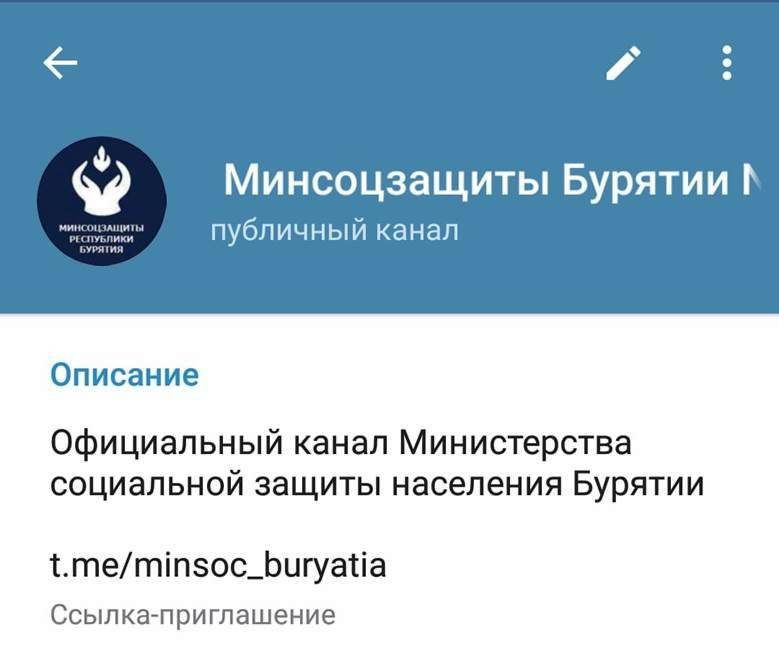 Минсоцзащиты Бурятии
публичный канал
МИНСОЦЗАЩИТЫ
РЕСПУБЛИКИ
БУРЯТИЯ
Описание
Официальный канал Министерства
социальной защиты населения Бурятии
t.me/minsoc_buryatia
Ссылка-приглашение